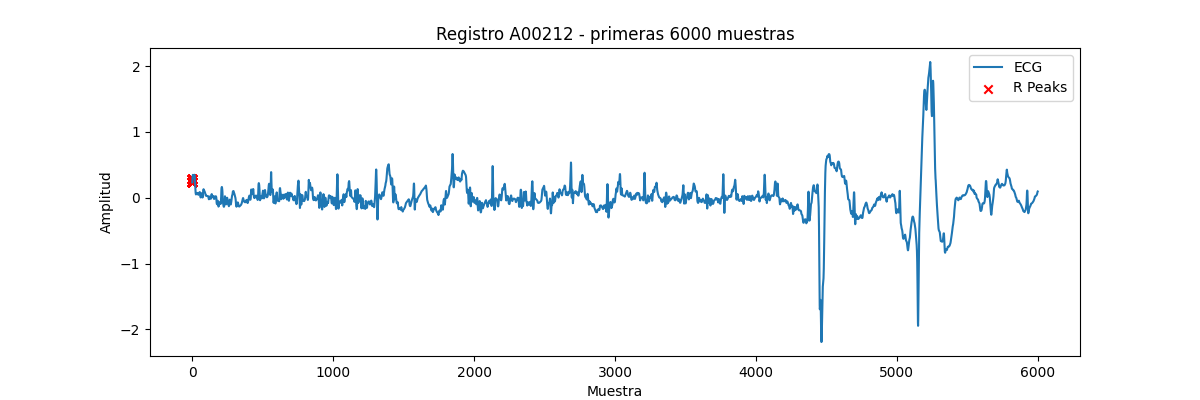 Registro A00212 - primeras 6000 muestras
ECG
R Peaks
Amplitud
2
1
0
−1
−2
0 1000 2000 3000 4000 5000 6000
Muestra